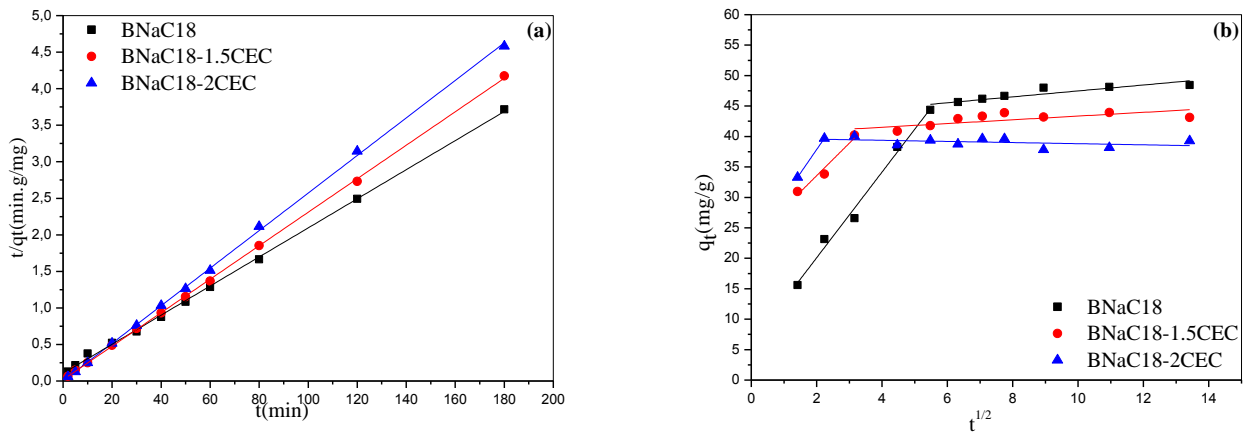 (a)
BNaC18
BNaC18-1.5CEC
BNaC18-2CEC
t/qt(min.g/mg)
5,0
4,5
4,0
3,5
3,0
2,5
2,0
1,5
1,0
0,5
0,0
0 20 40 60 80 100 120 140 160 180 200
t(min)
(b)
qt(mg/g)
60
55
50
45
40
35
30
25
20
15
10
5
0
BNaC18
BNaC18-1.5CEC
BNaC18-2CEC
0 2 4 6 8 10 12 14
t^1/2